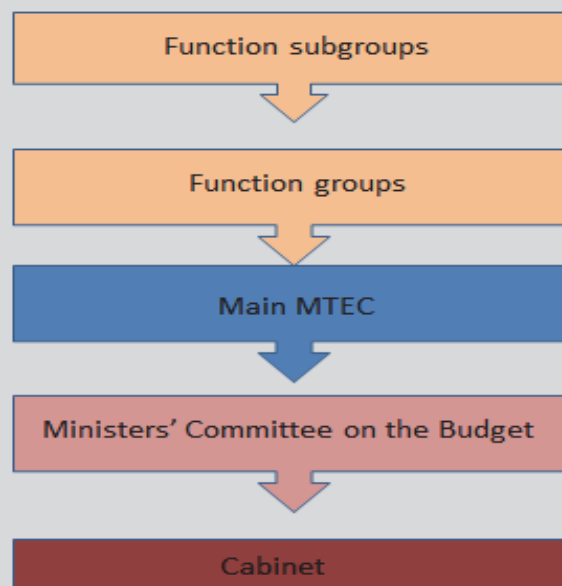 Function subgroups
Function groups
Main MTEC
Ministers’ Committee on the Budget
Cabinet